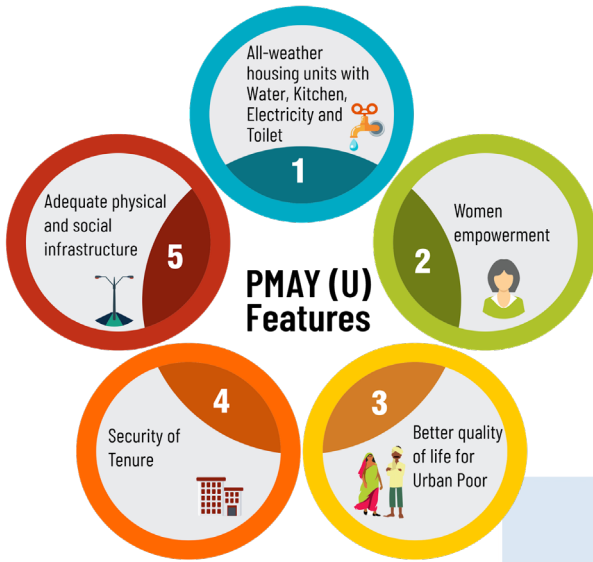 All-weather
housing units with
Water, Kitchen,
Electricity and
Toilet
1
Women
empowerment
2
3
Better quality
of life for
Urban Poor
4
Security of
Tenure
Adequate physical
and social
infrastructure
5
PMAY (U)
Features